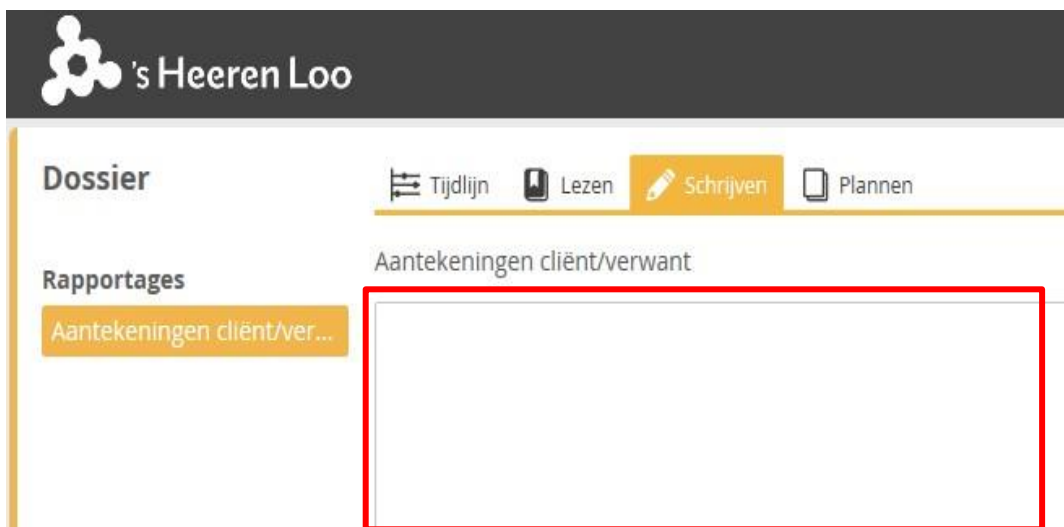 's Heeren Loo
Dossier
Tijdlijn Lezen Schrijven Plannen
Aantekeningen cliënt/verwant
Rapportages
Aantekeningen cliënt/ver...